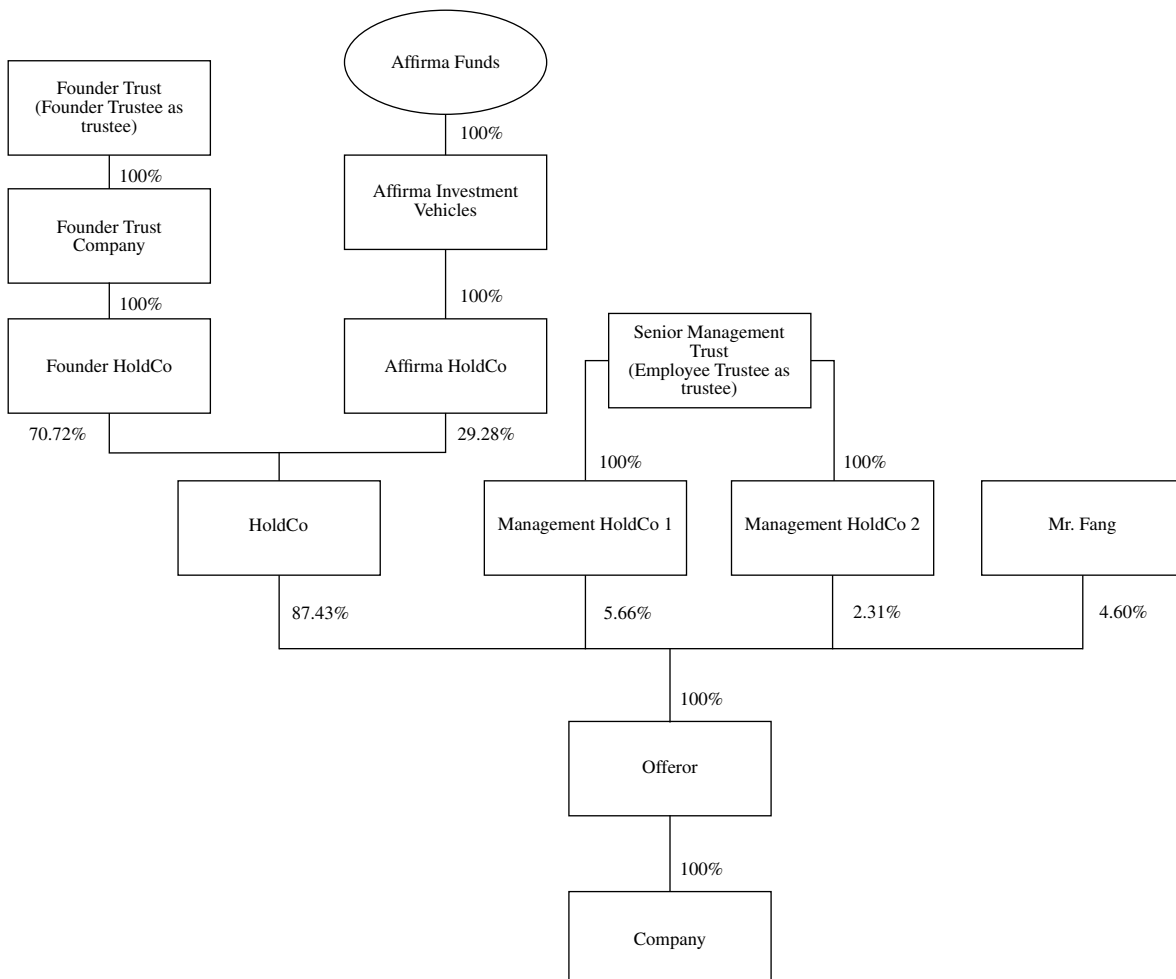 Affirma Funds
Founder Trust
(Founder Trustee as
trustee)
100%
100%
Affirma Investment
Vehicles
Founder Trust
Company
100%
100%
Senior Management
Trust
(Employee Trustee as
trustee)
Founder HoldCo
Affirma HoldCo
70.72%
29.28%
100%
100%
HoldCo
Management HoldCo 1
Management HoldCo 2
Mr. Fang
87.43%
5.66%
2.31%
4.60%
100%
Offeror
100%
Company